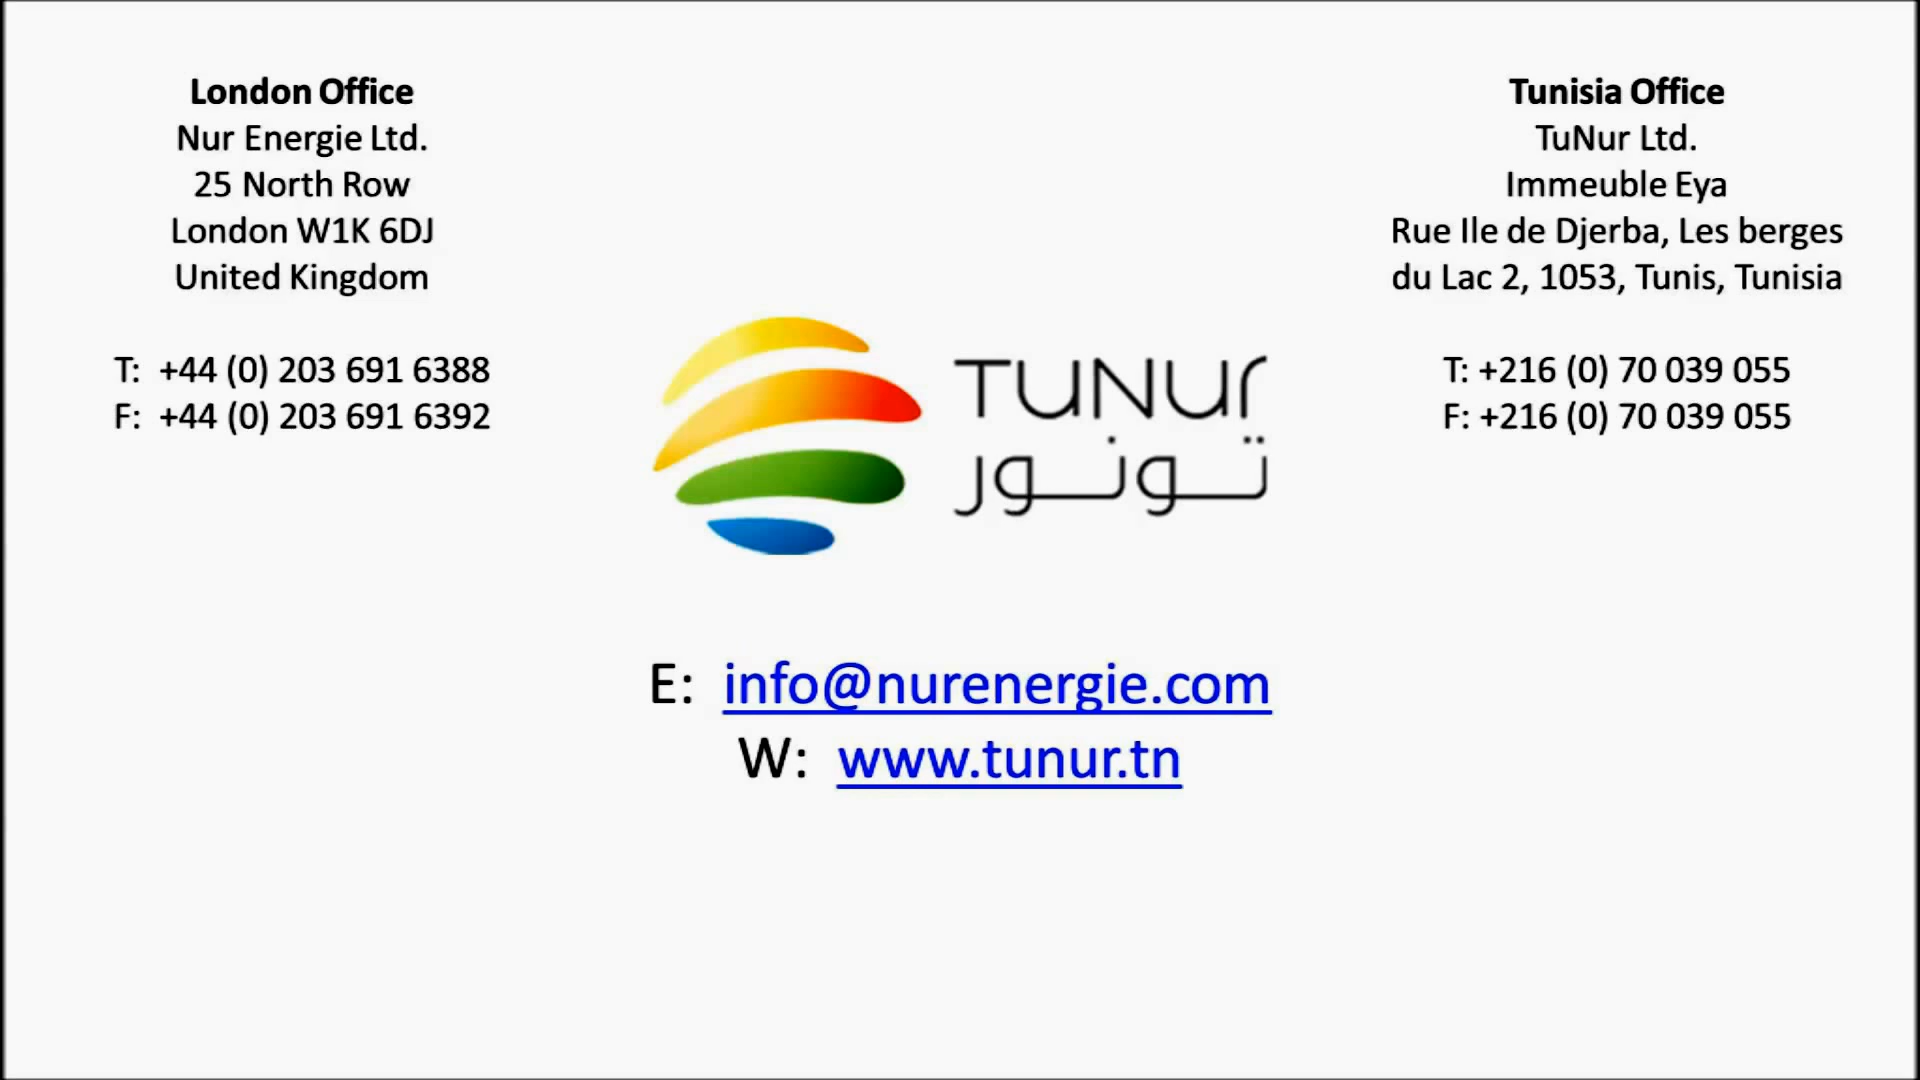 London Office
Nur Energie Ltd.
25 North Row
London W1K 6DJ
United Kingdom
T: +44 (0) 203 691 6388
F: +44 (0) 203 691 6392
Tunisia Office
TuNur Ltd.
Immeuble Eya
Rue Ile de Djerba, Les berges
du Lac 2, 1053, Tunis, Tunisia
T: +216 (0) 70 039 055
F: +216 (0) 70 039 055
TuNur
تونور
E: info@nurenergie.com
W: www.tunur.tn